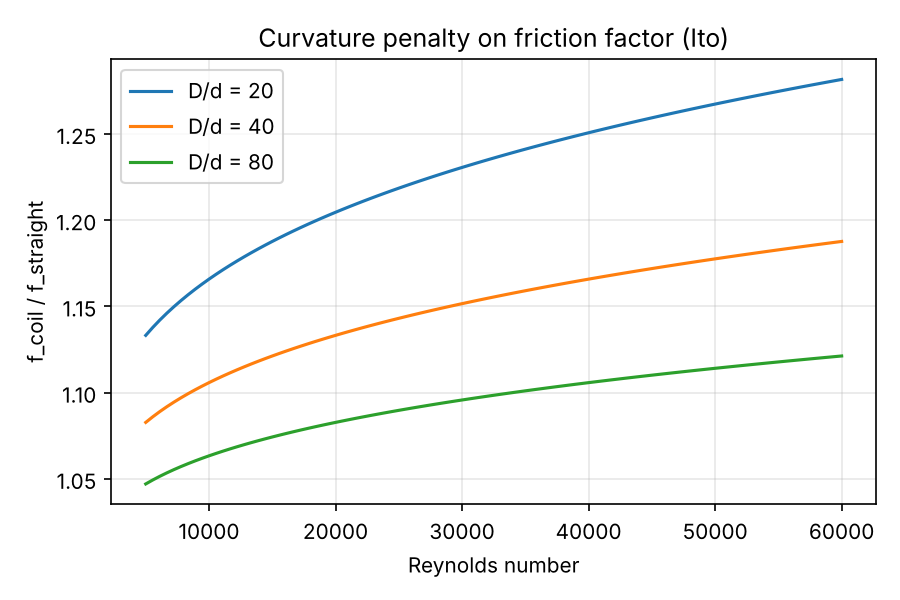 Curvature penalty on friction factor (Ito)
D/d = 20
D/d = 40
D/d = 80
f_coil / f_straight
1.25
1.20
1.15
1.10
1.05
10000 20000 30000 40000 50000 60000
Reynolds number